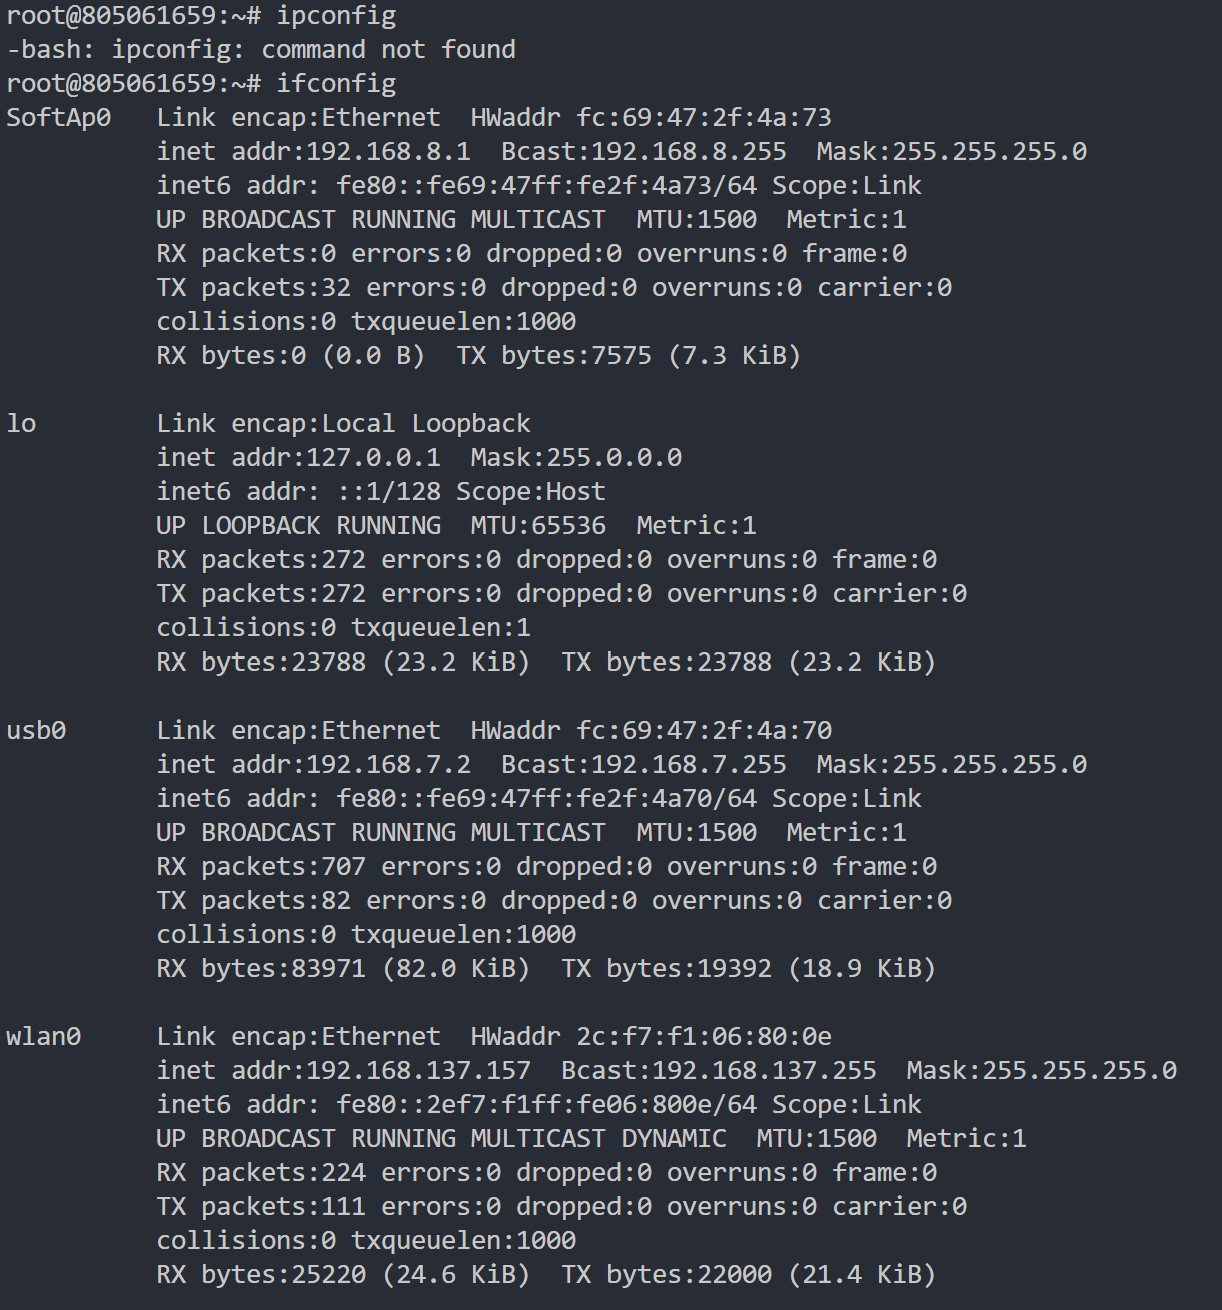 root@805061659:~# ipconfig
-bash: ipconfig: command not found
root@805061659:~# ifconfig
SoftAp0   Link encap:Ethernet  HWaddr fc:69:47:2f:4a:73
          inet addr:192.168.8.1  Bcast:192.168.8.255  Mask:255.255.255.0
          inet6 addr: fe80::fe69:47ff:fe2f:4a73/64 Scope:Link
          UP BROADCAST RUNNING MULTICAST  MTU:1500  Metric:1
          RX packets:0 errors:0 dropped:0 overruns:0 frame:0
          TX packets:32 errors:0 dropped:0 overruns:0 carrier:0
          collisions:0 txqueuelen:1000
          RX bytes:0 (0.0 B)  TX bytes:7575 (7.3 KiB)

lo        Link encap:Local Loopback
          inet addr:127.0.0.1  Mask:255.0.0.0
          inet6 addr: ::1/128 Scope:Host
          UP LOOPBACK RUNNING  MTU:65536  Metric:1
          RX packets:272 errors:0 dropped:0 overruns:0 frame:0
          TX packets:272 errors:0 dropped:0 overruns:0 carrier:0
          collisions:0 txqueuelen:1
          RX bytes:23788 (23.2 KiB)  TX bytes:23788 (23.2 KiB)

usb0      Link encap:Ethernet  HWaddr fc:69:47:2f:4a:70
          inet addr:192.168.7.2  Bcast:192.168.7.255  Mask:255.255.255.0
          inet6 addr: fe80::fe69:47ff:fe2f:4a70/64 Scope:Link
          UP BROADCAST RUNNING MULTICAST  MTU:1500  Metric:1
          RX packets:707 errors:0 dropped:0 overruns:0 frame:0
          TX packets:82 errors:0 dropped:0 overruns:0 carrier:0
          collisions:0 txqueuelen:1000
          RX bytes:83971 (82.0 KiB)  TX bytes:19392 (18.9 KiB)

wlan0     Link encap:Ethernet  HWaddr 2c:f7:f1:06:80:0e
          inet addr:192.168.137.157  Bcast:192.168.137.255  Mask:255.255.255.0
          inet6 addr: fe80::2ef7:f1ff:fe06:800e/64 Scope:Link
          UP BROADCAST RUNNING MULTICAST DYNAMIC  MTU:1500  Metric:1
          RX packets:224 errors:0 dropped:0 overruns:0 frame:0
          TX packets:111 errors:0 dropped:0 overruns:0 carrier:0
          collisions:0 txqueuelen:1000
          RX bytes:25220 (24.6 KiB)  TX bytes:22000 (21.4 KiB)